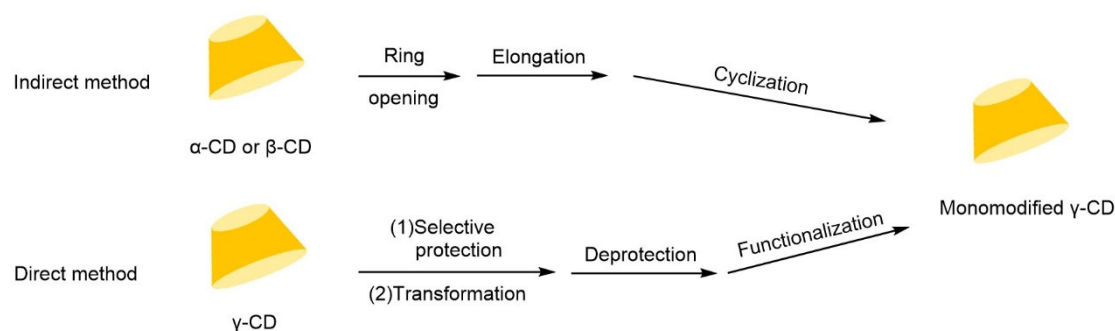 Indirect method
α-CD or β-CD
Ring
opening
Elongation
Cyclization
Monomodified γ-CD
Direct method
γ-CD
(1)Selective
protection
(2)Transformation
Deprotection
Functionalization